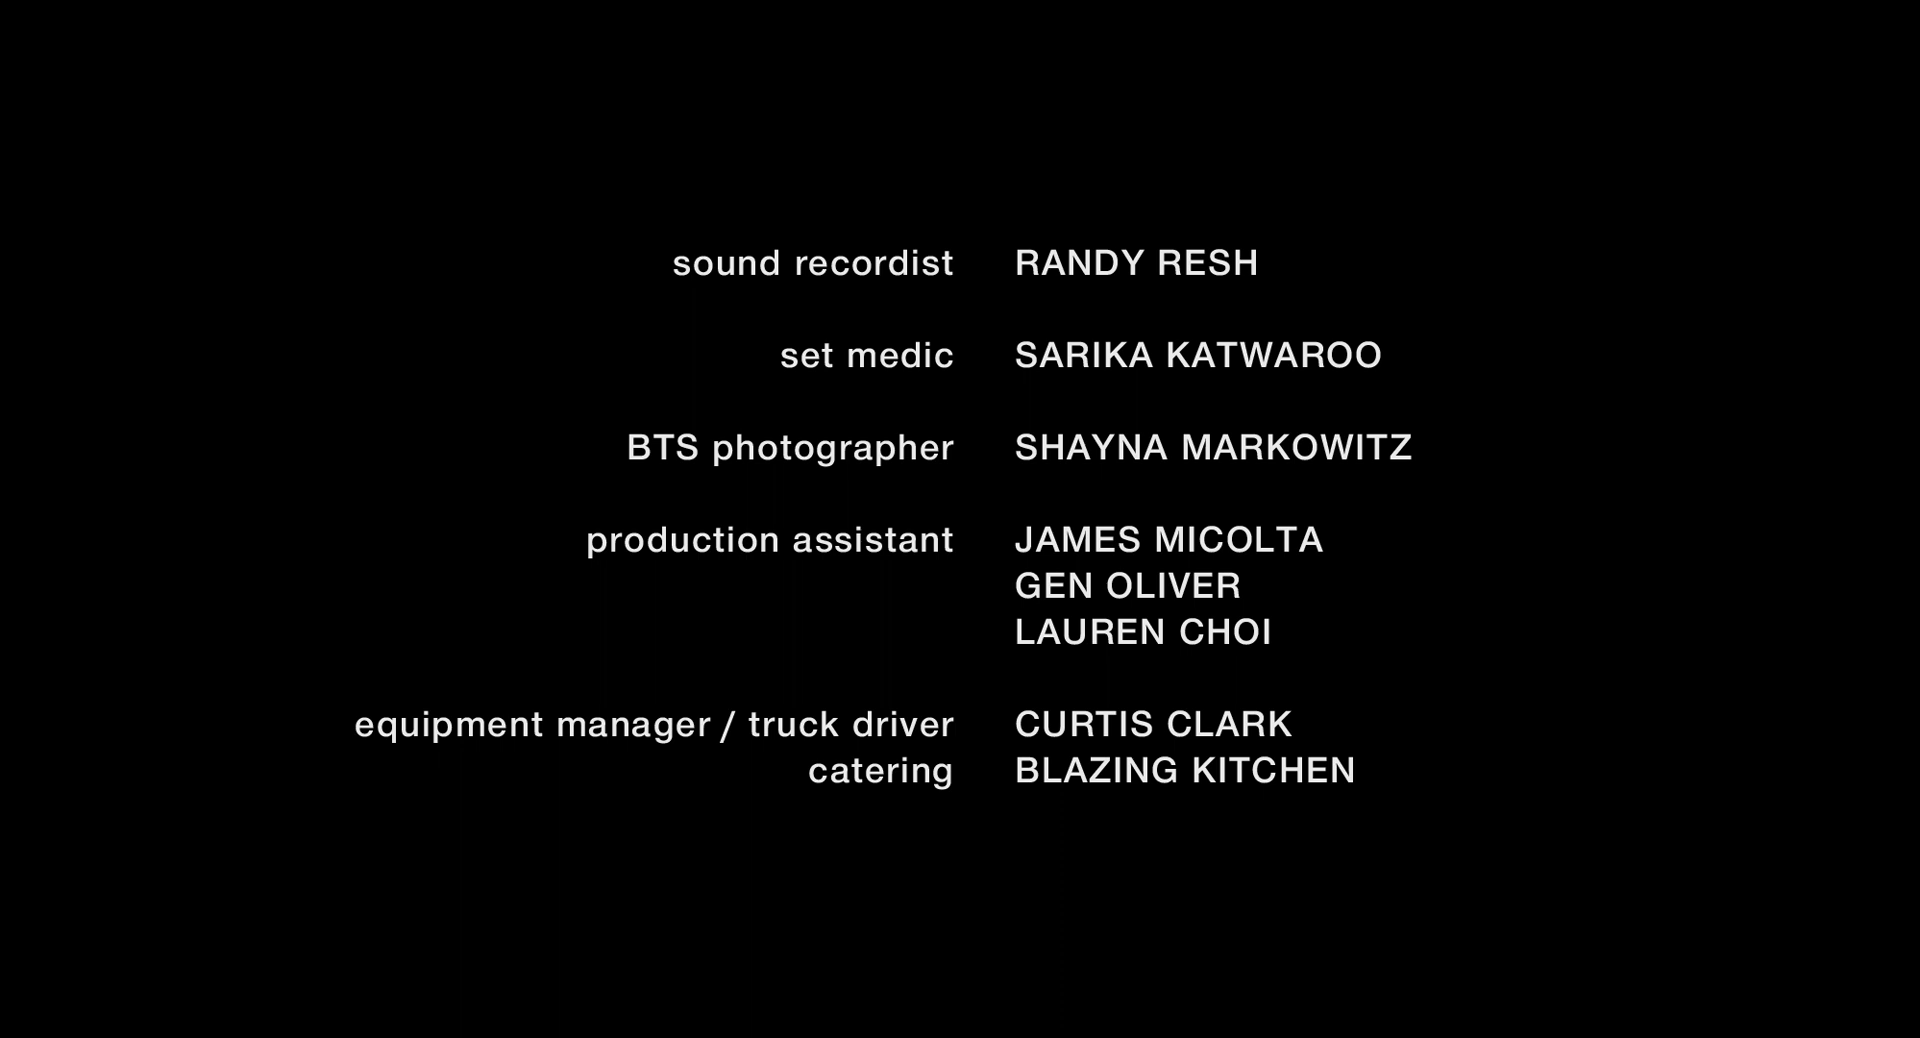 sound recordist RANDY RESH
set medic SARIKA KATWAROO
BTS photographer SHAYNA MARKOWITZ
production assistant JAMES MICOLTA
GEN OLIVER
LAUREN CHOI
equipment manager / truck driver CURTIS CLARK
catering BLAZING KITCHEN